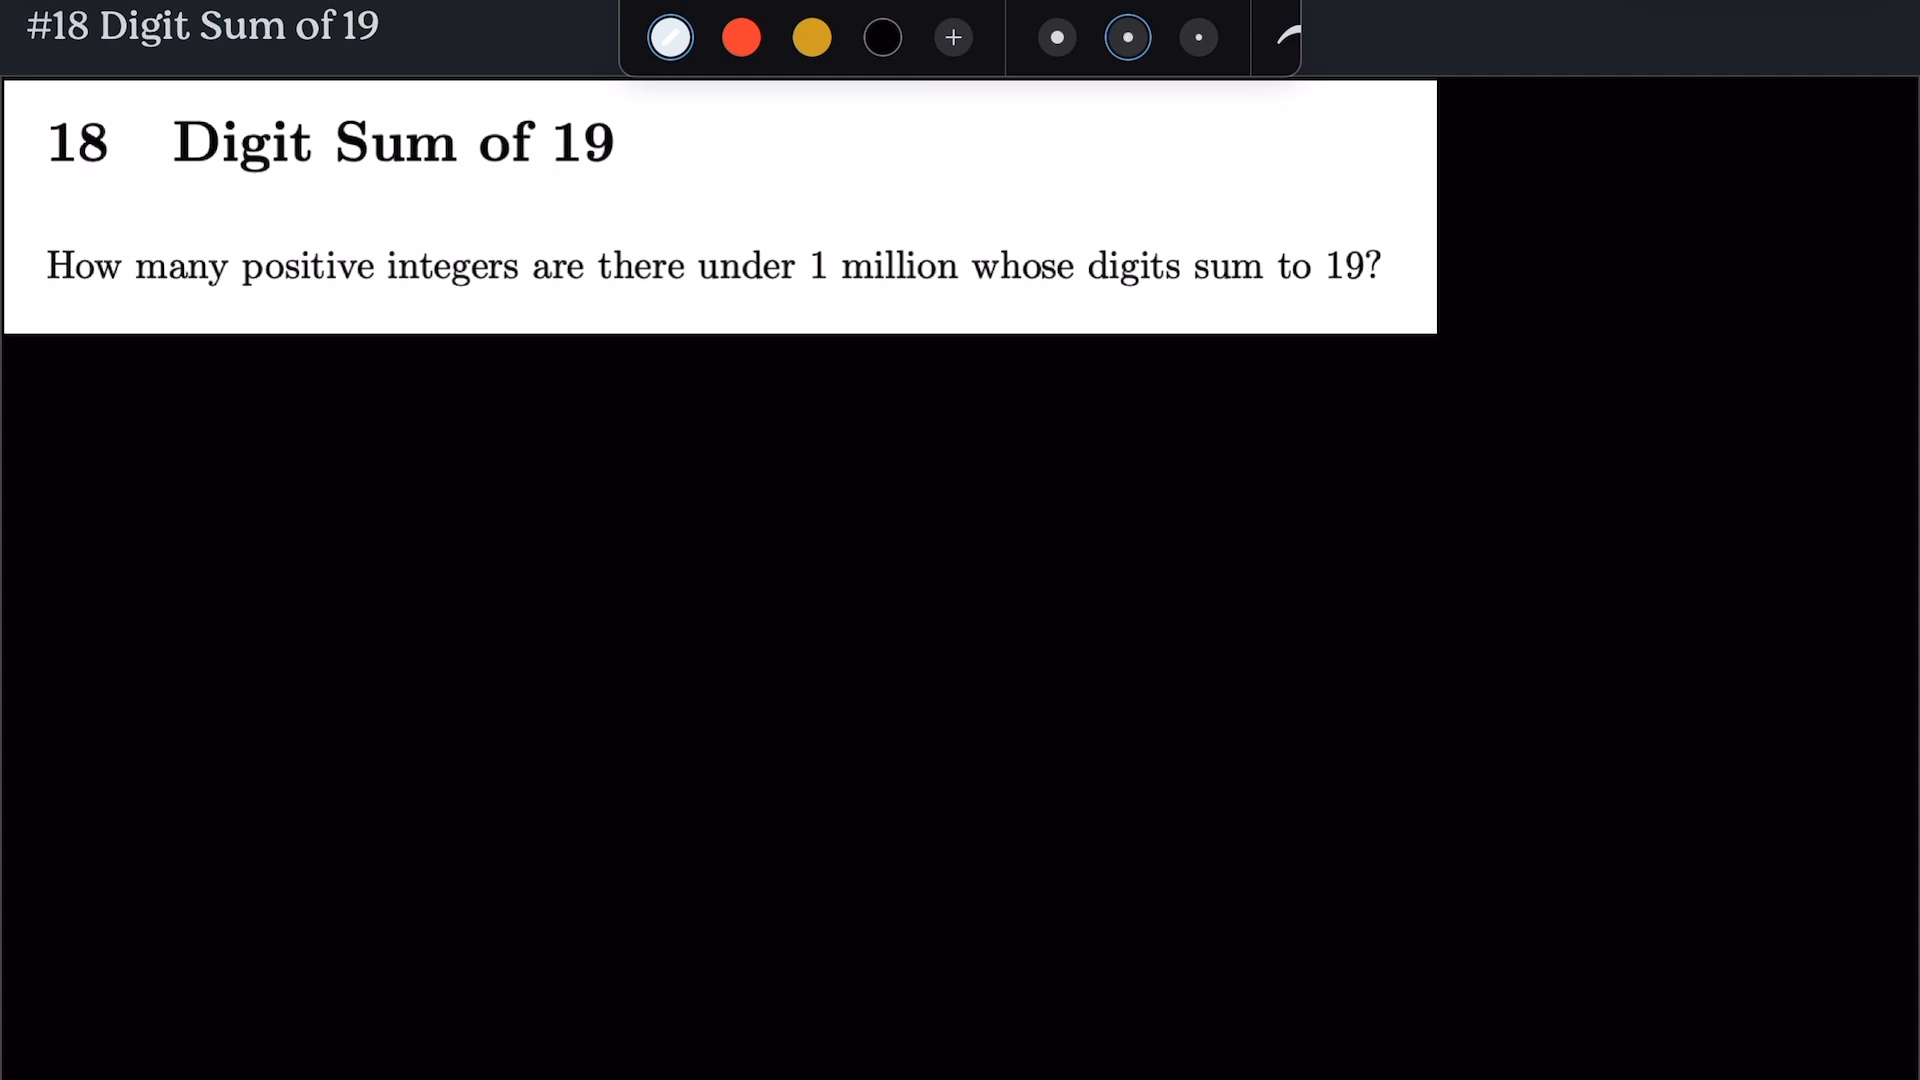 #18 Digit Sum of 19
18 Digit Sum of 19
How many positive integers are there under 1 million whose digits sum to 19?